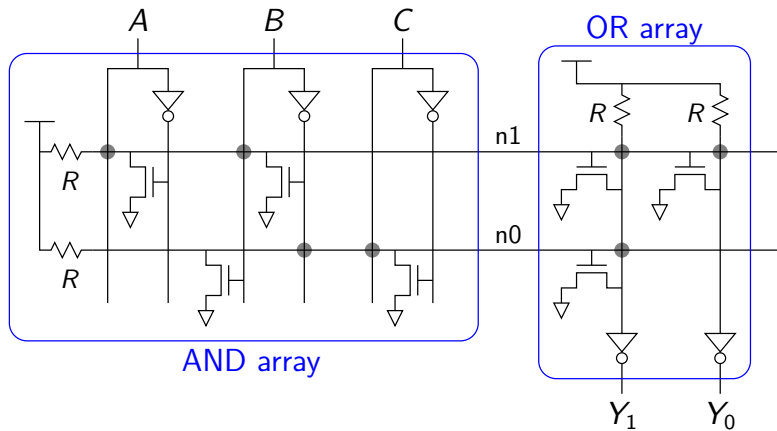 OR array
A B C
R R
n1
R
n0
R
AND array
Y1 Y0